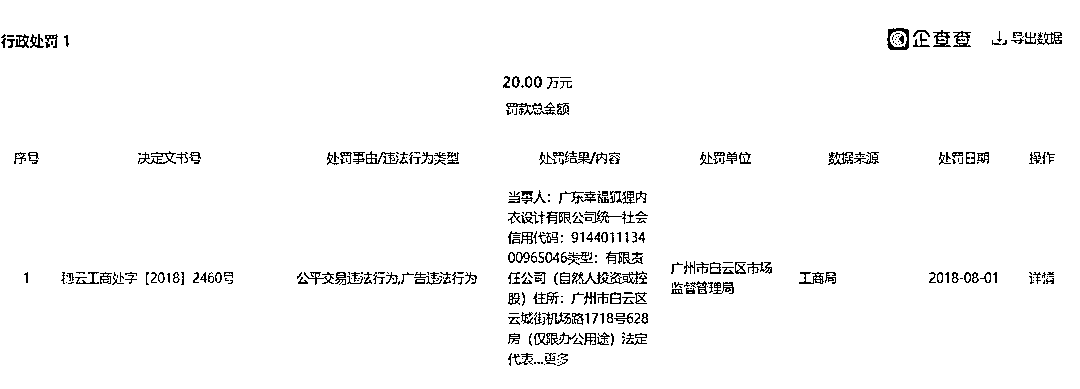 行政处罚 1
企查查
导出数据
20.00 万元
罚款总金额
序号 决定文书号 处罚事由/违法行为类型 处罚结果/内容 处罚单位 数据来源 处罚日期 操作
当事人：广东幸福狐狸内
衣设计有限公司统一社会
信用代码：9144011134
00965046类型：有限责
任公司（自然人投资或控
股）住所：广州市白云区
云城街机场路1718号628
房（仅限办公用途）法定
代表...更多
1 穗云工商处字［2018］2460号 公平交易违法行为,广告违法行为
广州市白云区市场
监督管理局
工商局 2018-08-01 详情